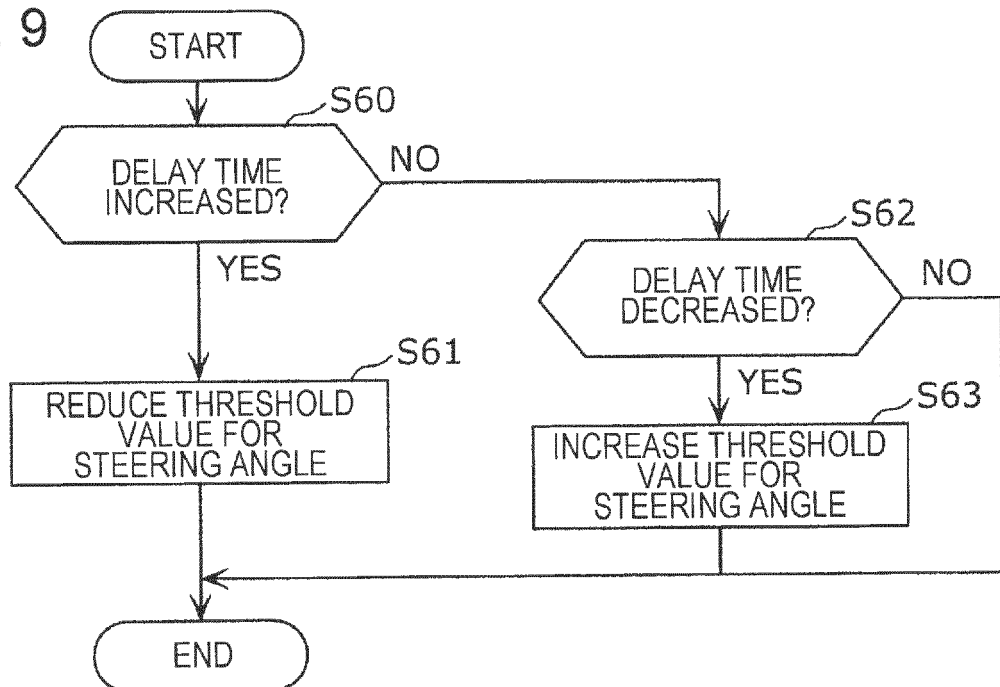 9
START
S60
DELAY TIME
INCREASED?
NO
YES
S62
DELAY TIME
DECREASED?
NO
YES
S61
REDUCE THRESHOLD
VALUE FOR
STEERING ANGLE
S63
INCREASE THRESHOLD
VALUE FOR
STEERING ANGLE
END